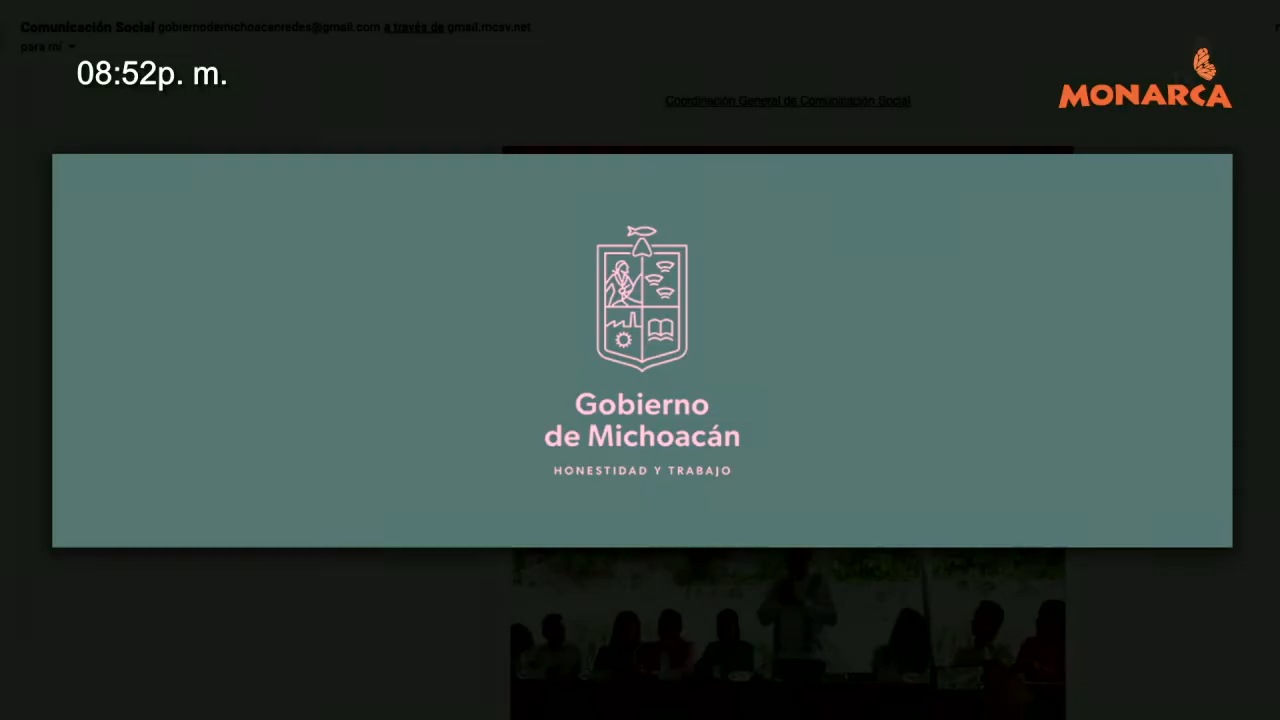 Comunicación Social gobiernodemichoacanredes@gmail.com a través de gmail.mcsv.net
para mí
08:52p. m.
MONARCA
Coordinación General de Comunicación Social
Gobierno
de Michoacán
HONESTIDAD Y TRABAJO